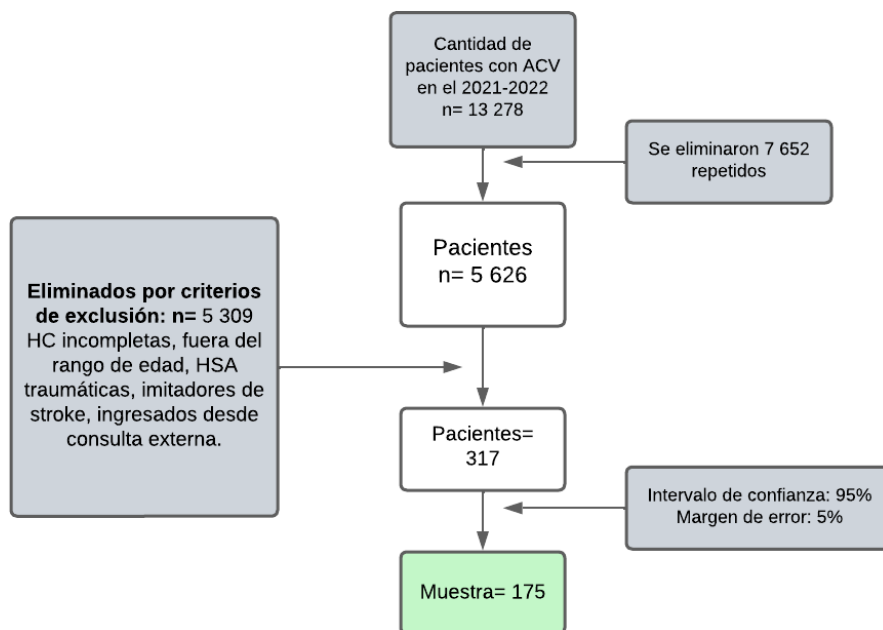 Cantidad de
pacientes con ACV
en el 2021-2022
n= 13 278
Se eliminaron 7 652
repetidos
Pacientes
n= 5 626
Eliminados por criterios
de exclusión: n= 5 309
HC incompletas, fuera del
rango de edad, HSA
traumáticas, imitadores de
stroke, ingresados desde
consulta externa.
Pacientes=
317
Intervalo de confianza: 95%
Margen de error: 5%
Muestra= 175